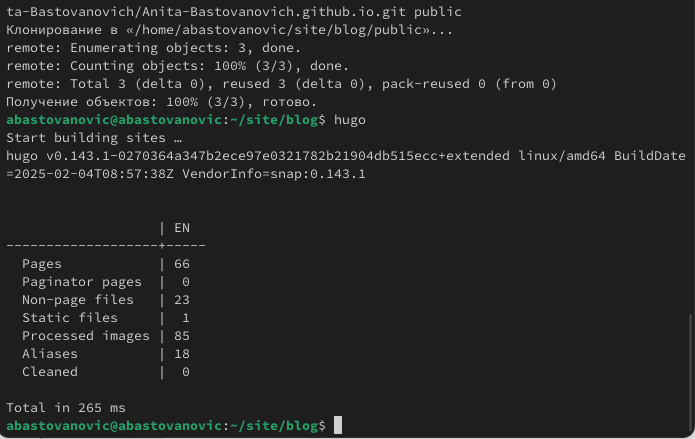 ta-Bastovanovich/Anita-Bastovanovich.github.io.git public
Клонирование в «/home/abastovanovic/site/blog/public»...
remote: Enumerating objects: 3, done.
remote: Counting objects: 100% (3/3), done.
remote: Total 3 (delta 0), reused 3 (delta 0), pack-reused 0 (from 0)
Получение объектов: 100% (3/3), готово.
abastovanovic@abastovanovic:~/site/blog$ hugo
Start building sites …
hugo v0.143.1-0270364a347b2ece97e0321782b21904db515ecc+extended linux/amd64 BuildDate
=2025-02-04T08:57:38Z VendorInfo=snap:0.143.1
                   | EN
-------------------+-----
  Pages            | 66
  Paginator pages  |  0
  Non-page files   | 23
  Static files     |  1
  Processed images | 85
  Aliases          | 18
  Cleaned          |  0
Total in 265 ms
abastovanovic@abastovanovic:~/site/blog$